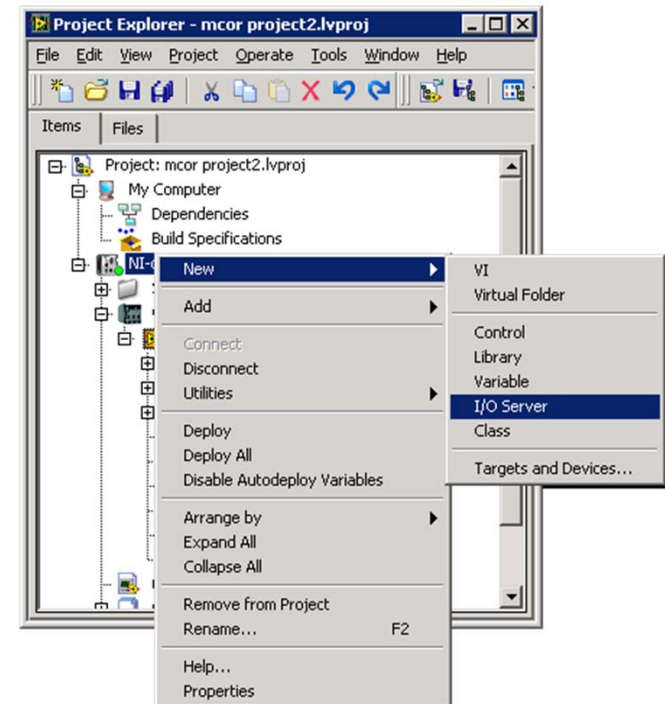 Project Explorer - mcor project2.lvproj
File Edit View Project Operate Tools Window Help
Items Files
Project: mcor project2.lvproj
My Computer
Dependencies
Build Specifications
New
Add
Connect
Disconnect
Utilities
Deploy
Deploy All
Disable Autodeploy Variables
Arrange by
Expand All
Collapse All
Remove from Project
Rename... F2
Help...
Properties
VI
Virtual Folder
Control
Library
Variable
I/O Server
Class
Targets and Devices...